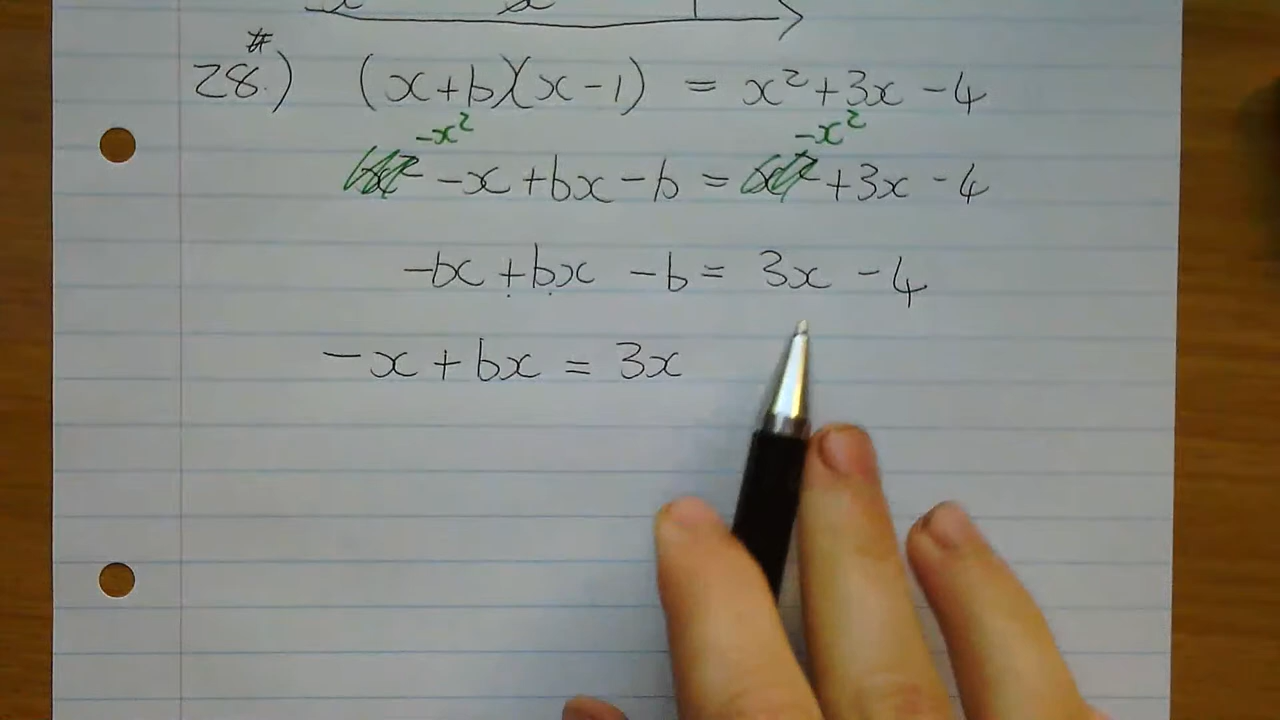 28.) (x+b)(x-1) = x²+3x-4
-x² -x²
x² -x+bx-b = x² +3x-4
-x +bx -b = 3x -4
-x+bx = 3x